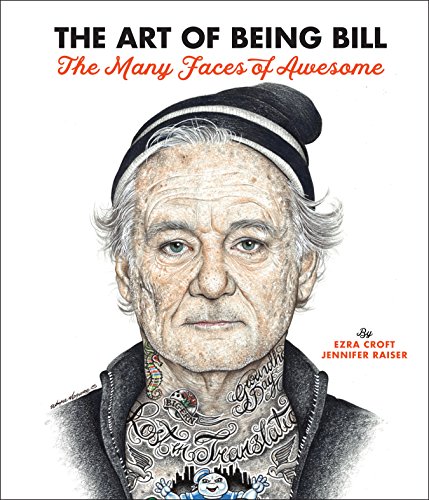 THE ART OF BEING BILL
The Many Faces of Awesome
By
EZRA CROFT
JENNIFER RAISER
Groundhog
Day
Lost in Translation